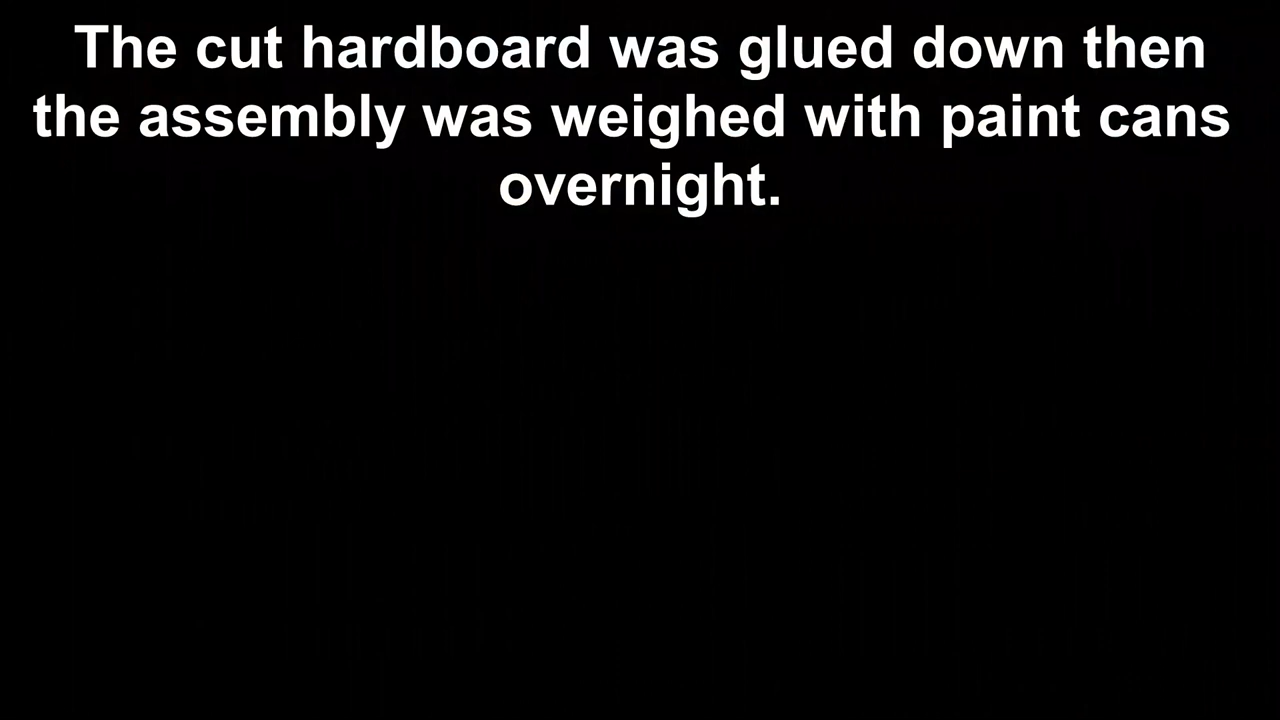 The cut hardboard was glued down then
the assembly was weighed with paint cans
overnight.